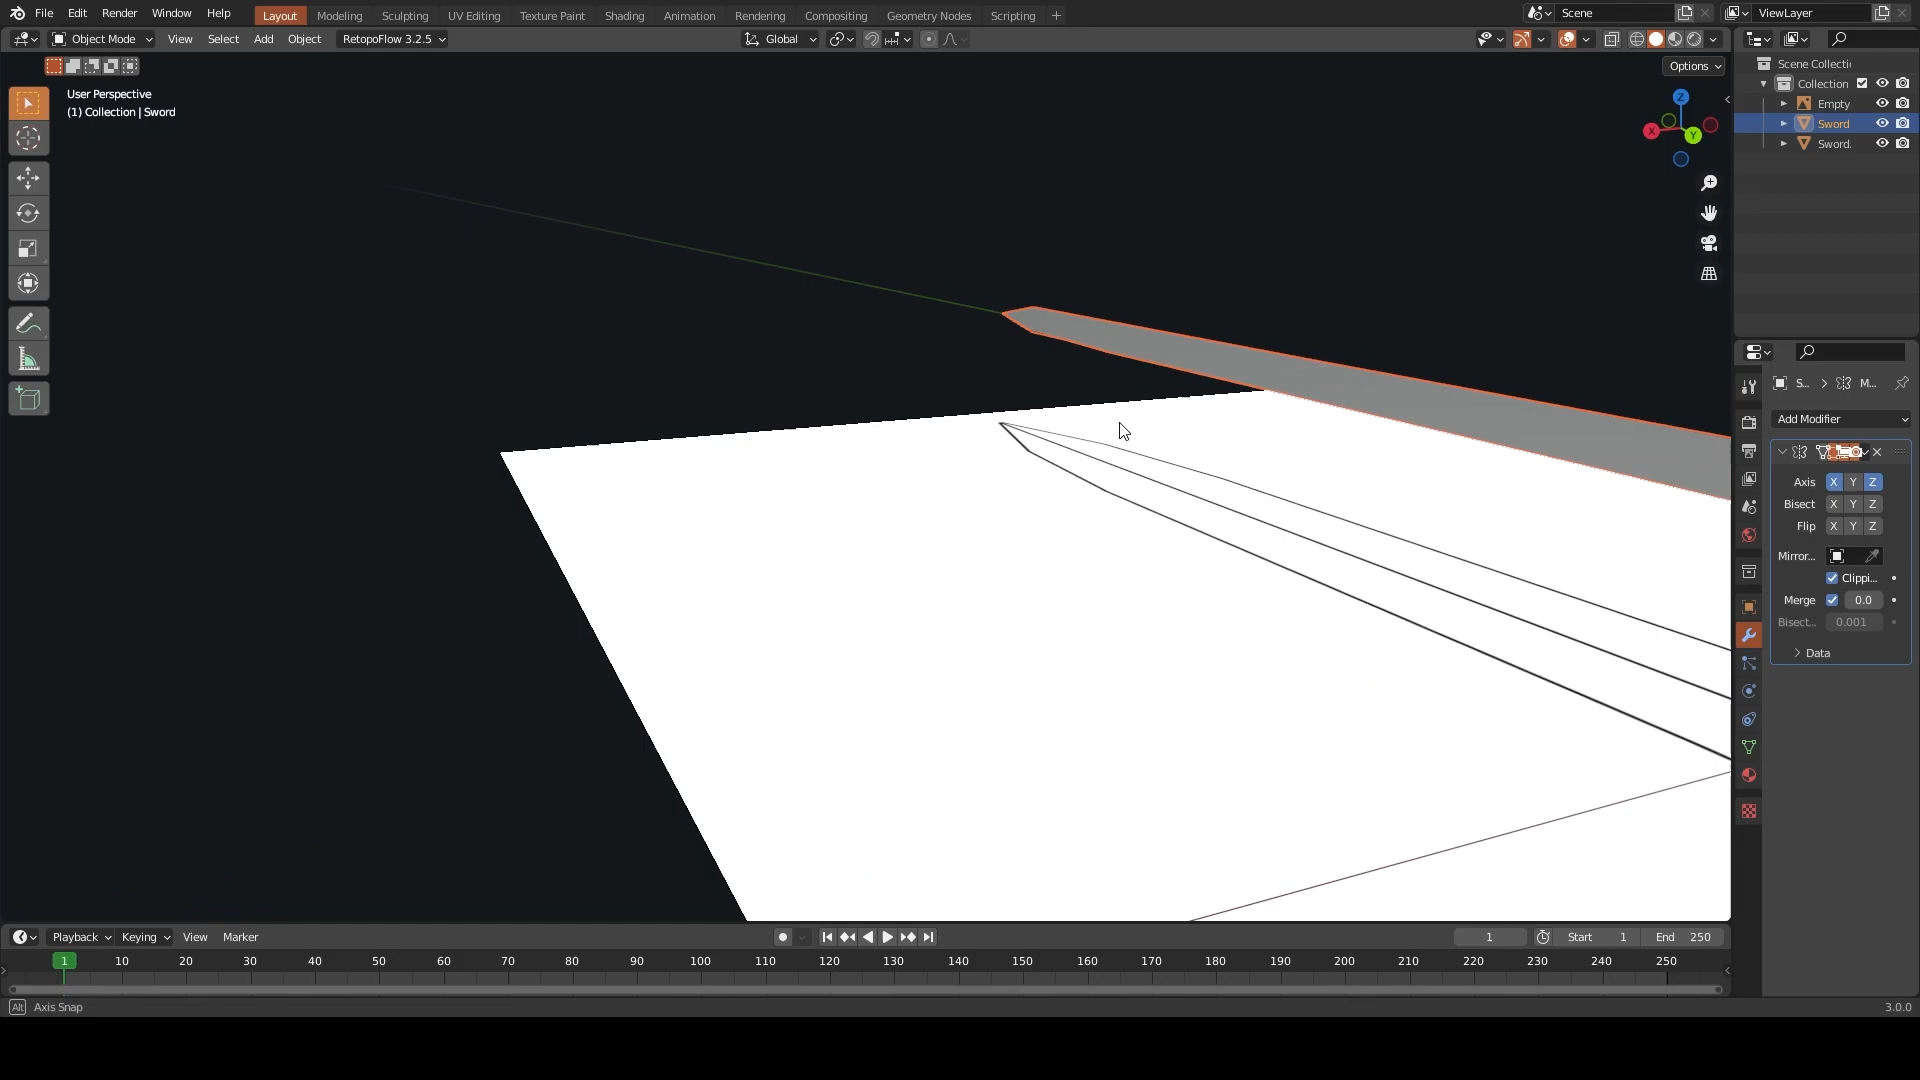 File Edit Render Window Help Layout Modeling Sculpting UV Editing Texture Paint Shading Animation Rendering Compositing Geometry Nodes Scripting + Scene ViewLayer
Object Mode View Select Add Object RetopoFlow 3.2.5 Global
Options
User Perspective
(1) Collection | Sword
Z
X
Y
Scene Collecti
Collection
Empty
Sword
Sword.
S... > M...
Add Modifier
Axis X Y Z
Bisect X Y Z
Flip X Y Z
Mirror...
Clippi...
Merge 0.0
Bisect... 0.001
Data
Playback Keying View Marker 1 Start 1 End 250
1 10 20 30 40 50 60 70 80 90 100 110 120 130 140 150 160 170 180 190 200 210 220 230 240 250
Alt Axis Snap 3.0.0